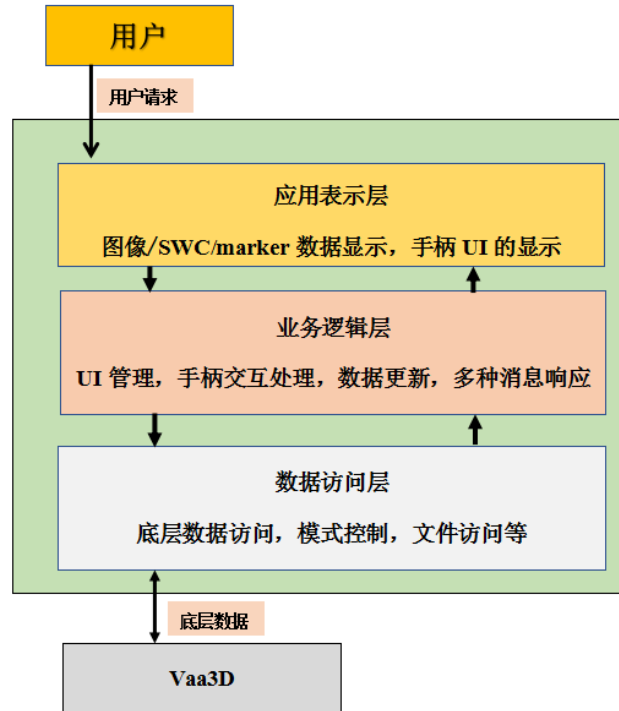 用户
用户请求
应用表示层
图像/SWC/marker 数据显示，手柄 UI 的显示
业务逻辑层
UI 管理，手柄交互处理，数据更新，多种消息响应
数据访问层
底层数据访问，模式控制，文件访问等
底层数据
Vaa3D